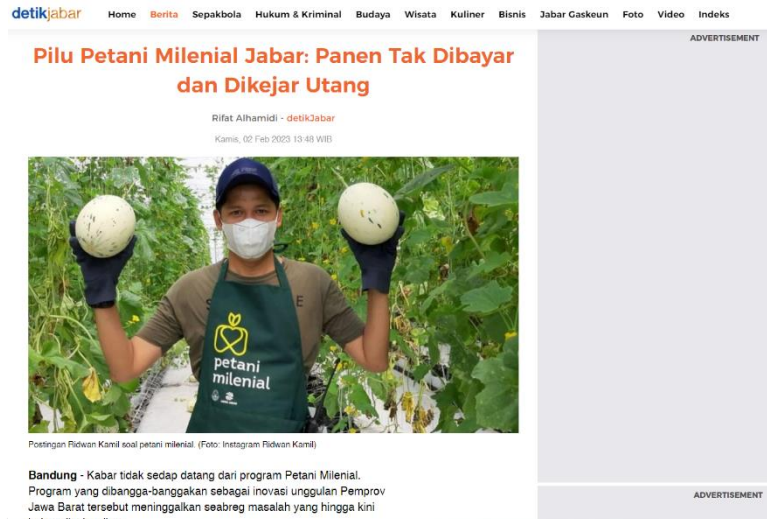 detikjabar Home Berita Sepakbola Hukum & Kriminal Budaya Wisata Kuliner Bisnis Jabar Gaskeun Foto Video Indeks
ADVERTISEMENT
Pilu Petani Milenial Jabar: Panen Tak Dibayar
dan Dikejar Utang
Rifat Alhamidi - detikJabar
Kamis, 02 Feb 2023 13:48 WIB
S E
petani
milenial
Postingan Ridwan Kamil soal petani milenial. (Foto: Instagram Ridwan Kamil)
Bandung - Kabar tidak sedap datang dari program Petani Milenial.
Program yang dibangga-banggakan sebagai inovasi unggulan Pemprov
Jawa Barat tersebut meninggalkan seabreg masalah yang hingga kini
ADVERTISEMENT